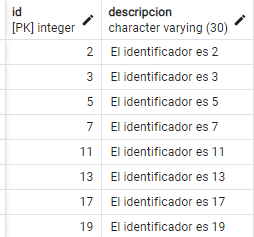 id descripcion
[PK] integer character varying (30)
2 El identificador es 2
3 El identificador es 3
5 El identificador es 5
7 El identificador es 7
11 El identificador es 11
13 El identificador es 13
17 El identificador es 17
19 El identificador es 19